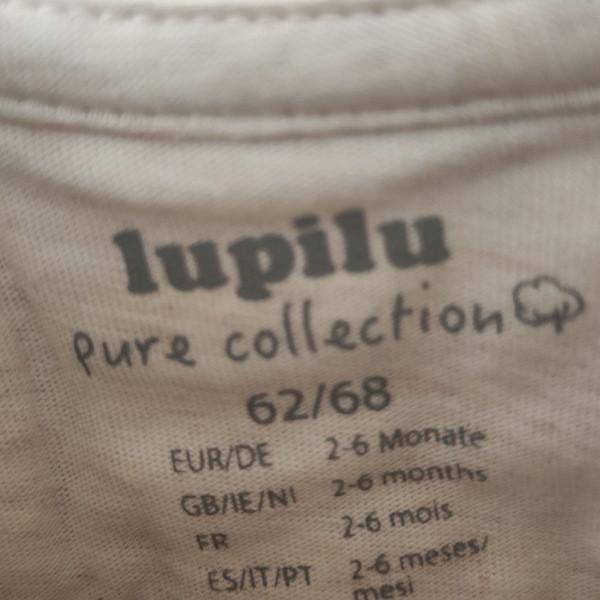 lupilu
pure collection
62/68
EUR/DE 2-6 Monate
GB/IE/NI 2-6 months
FR 2-6 mois
ES/IT/PT 2-6 meses/
mesi